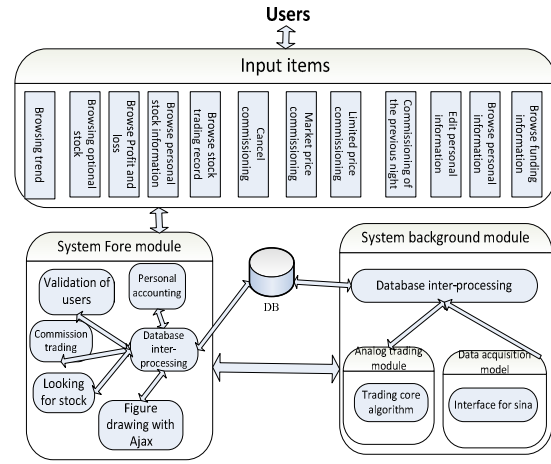 Users
Input items
Browsing trend
Browsing optional
stock
Browse Profit and
loss
Browse personal
stock information
Browse stock
trading record
Cancel
commissioning
Market price
commissioning
Limited price
commissioning
Commissioning of
the previous night
Edit personal
information
Browse personal
information
Browse funding
information
System Fore module
Validation of
users
Personal
accounting
Commission
trading
Database
inter-
processing
Looking
for stock
Figure
drawing with
Ajax
DB
System background module
Database inter-processing
Analog trading
module
Trading core
algorithm
Data acquisition
model
Interface for sina